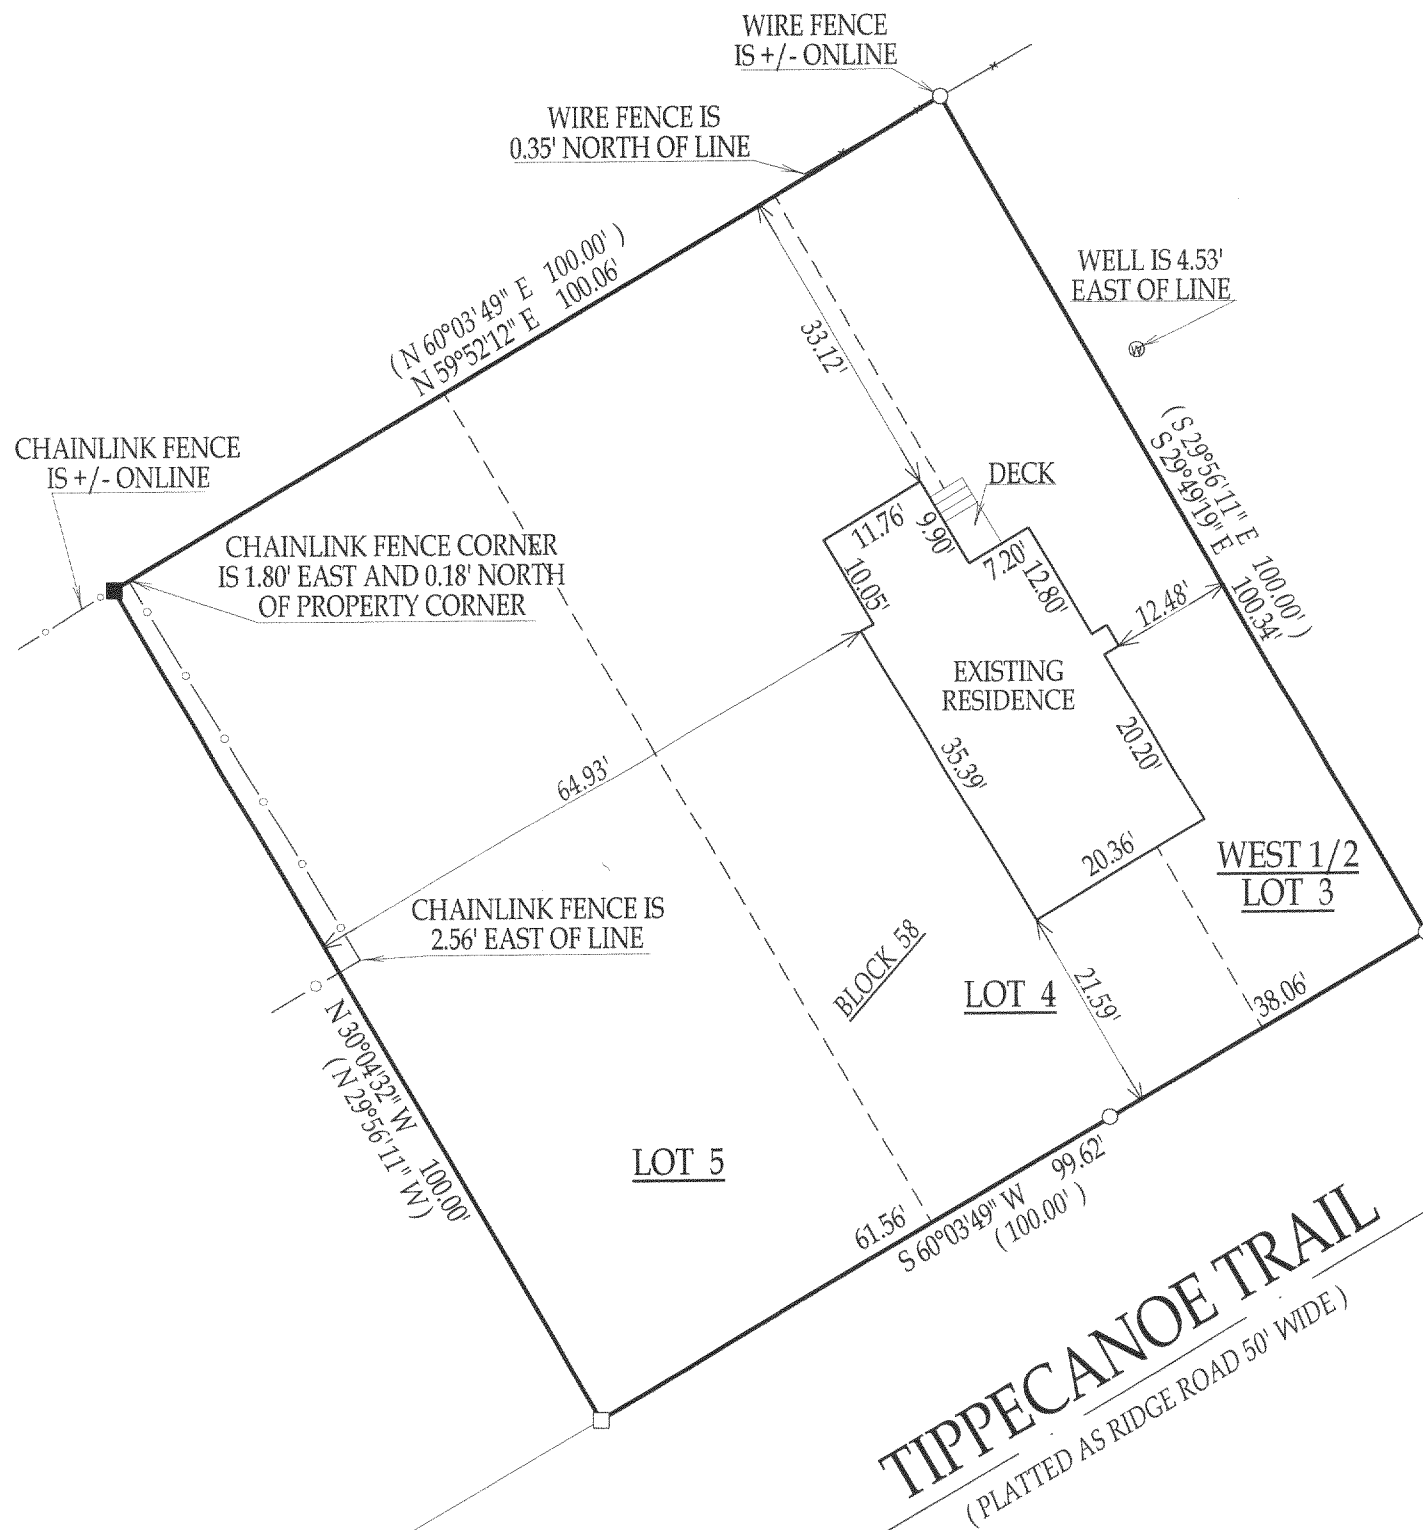 WIRE FENCE
IS +/- ONLINE
WIRE FENCE IS
0.35' NORTH OF LINE
( N 60°03'49" E 100.00' )
N 59°52'12" E 100.06'
WELL IS 4.53'
EAST OF LINE
W
33.12'
CHAINLINK FENCE
IS +/- ONLINE
( S 29°56'11" E 100.00' )
S 29°49'19" E 100.34'
DECK
11.76'
9.90'
7.20'
12.80'
10.05'
CHAINLINK FENCE CORNER
IS 1.80' EAST AND 0.18' NORTH
OF PROPERTY CORNER
12.48'
EXISTING
RESIDENCE
20.20'
35.39'
64.93'
20.36'
WEST 1/2
LOT 3
CHAINLINK FENCE IS
2.56' EAST OF LINE
BLOCK 58
LOT 4
21.59'
38.06'
N 30°04'32" W 100.00'
( N 29°56'11" W )
LOT 5
61.56'
S 60°03'49" W 99.62'
( 100.00' )
TIPPECANOE TRAIL
( PLATTED AS RIDGE ROAD 50' WIDE )